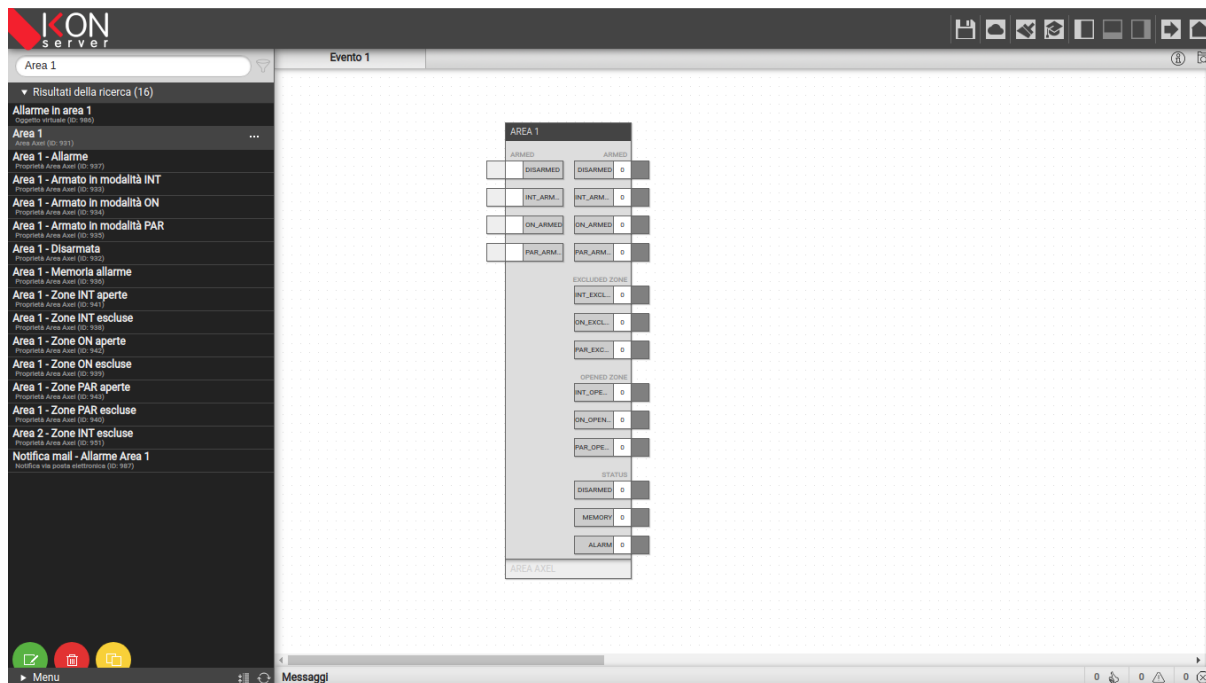 KON
server
Area 1
Evento 1
Risultati della ricerca (16)
Allarme in area 1
Oggetto virtuale (ID: 986)
Area 1
Area Axel (ID: 931)
...
Area 1 - Allarme
Proprietà Area Axel (ID: 937)
Area 1 - Armato in modalità INT
Proprietà Area Axel (ID: 933)
Area 1 - Armato in modalità ON
Proprietà Area Axel (ID: 934)
Area 1 - Armato in modalità PAR
Proprietà Area Axel (ID: 935)
Area 1 - Disarmata
Proprietà Area Axel (ID: 932)
Area 1 - Memoria allarme
Proprietà Area Axel (ID: 936)
Area 1 - Zone INT aperte
Proprietà Area Axel (ID: 941)
Area 1 - Zone INT escluse
Proprietà Area Axel (ID: 938)
Area 1 - Zone ON aperte
Proprietà Area Axel (ID: 942)
Area 1 - Zone ON escluse
Proprietà Area Axel (ID: 939)
Area 1 - Zone PAR aperte
Proprietà Area Axel (ID: 943)
Area 1 - Zone PAR escluse
Proprietà Area Axel (ID: 940)
Area 2 - Zone INT escluse
Proprietà Area Axel (ID: 951)
Notifica mail - Allarme Area 1
Notifica via posta elettronica (ID: 987)
Menu
AREA 1
ARMED ARMED
DISARMED DISARMED 0
INT_ARM... INT_ARM... 0
ON_ARMED ON_ARMED 0
PAR_ARM... PAR_ARM... 0
EXCLUDED ZONE
INT_EXCL... 0
ON_EXCL... 0
PAR_EXC... 0
OPENED ZONE
INT_OPE... 0
ON_OPEN... 0
PAR_OPE... 0
STATUS
DISARMED 0
MEMORY 0
ALARM 0
AREA AXEL
Messaggi
0 0 0